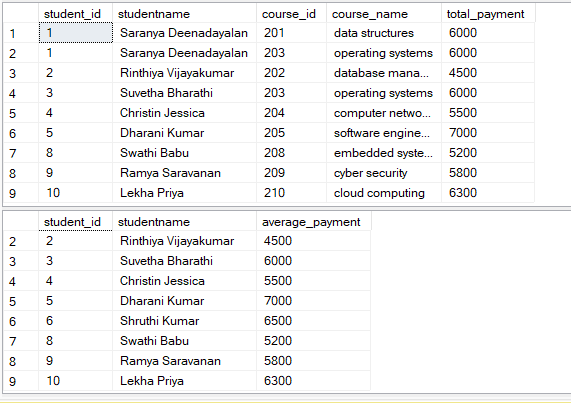 student_id studentname course_id course_name total_payment
1 1 Saranya Deenadayalan 201 data structures 6000
2 1 Saranya Deenadayalan 203 operating systems 6000
3 2 Rinthiya Vijayakumar 202 database mana... 4500
4 3 Suvetha Bharathi 203 operating systems 6000
5 4 Christin Jessica 204 computer netwo... 5500
6 5 Dharani Kumar 205 software engine... 7000
7 8 Swathi Babu 208 embedded syste... 5200
8 9 Ramya Saravanan 209 cyber security 5800
9 10 Lekha Priya 210 cloud computing 6300
student_id studentname average_payment
2 2 Rinthiya Vijayakumar 4500
3 3 Suvetha Bharathi 6000
4 4 Christin Jessica 5500
5 5 Dharani Kumar 7000
6 6 Shruthi Kumar 6500
7 8 Swathi Babu 5200
8 9 Ramya Saravanan 5800
9 10 Lekha Priya 6300